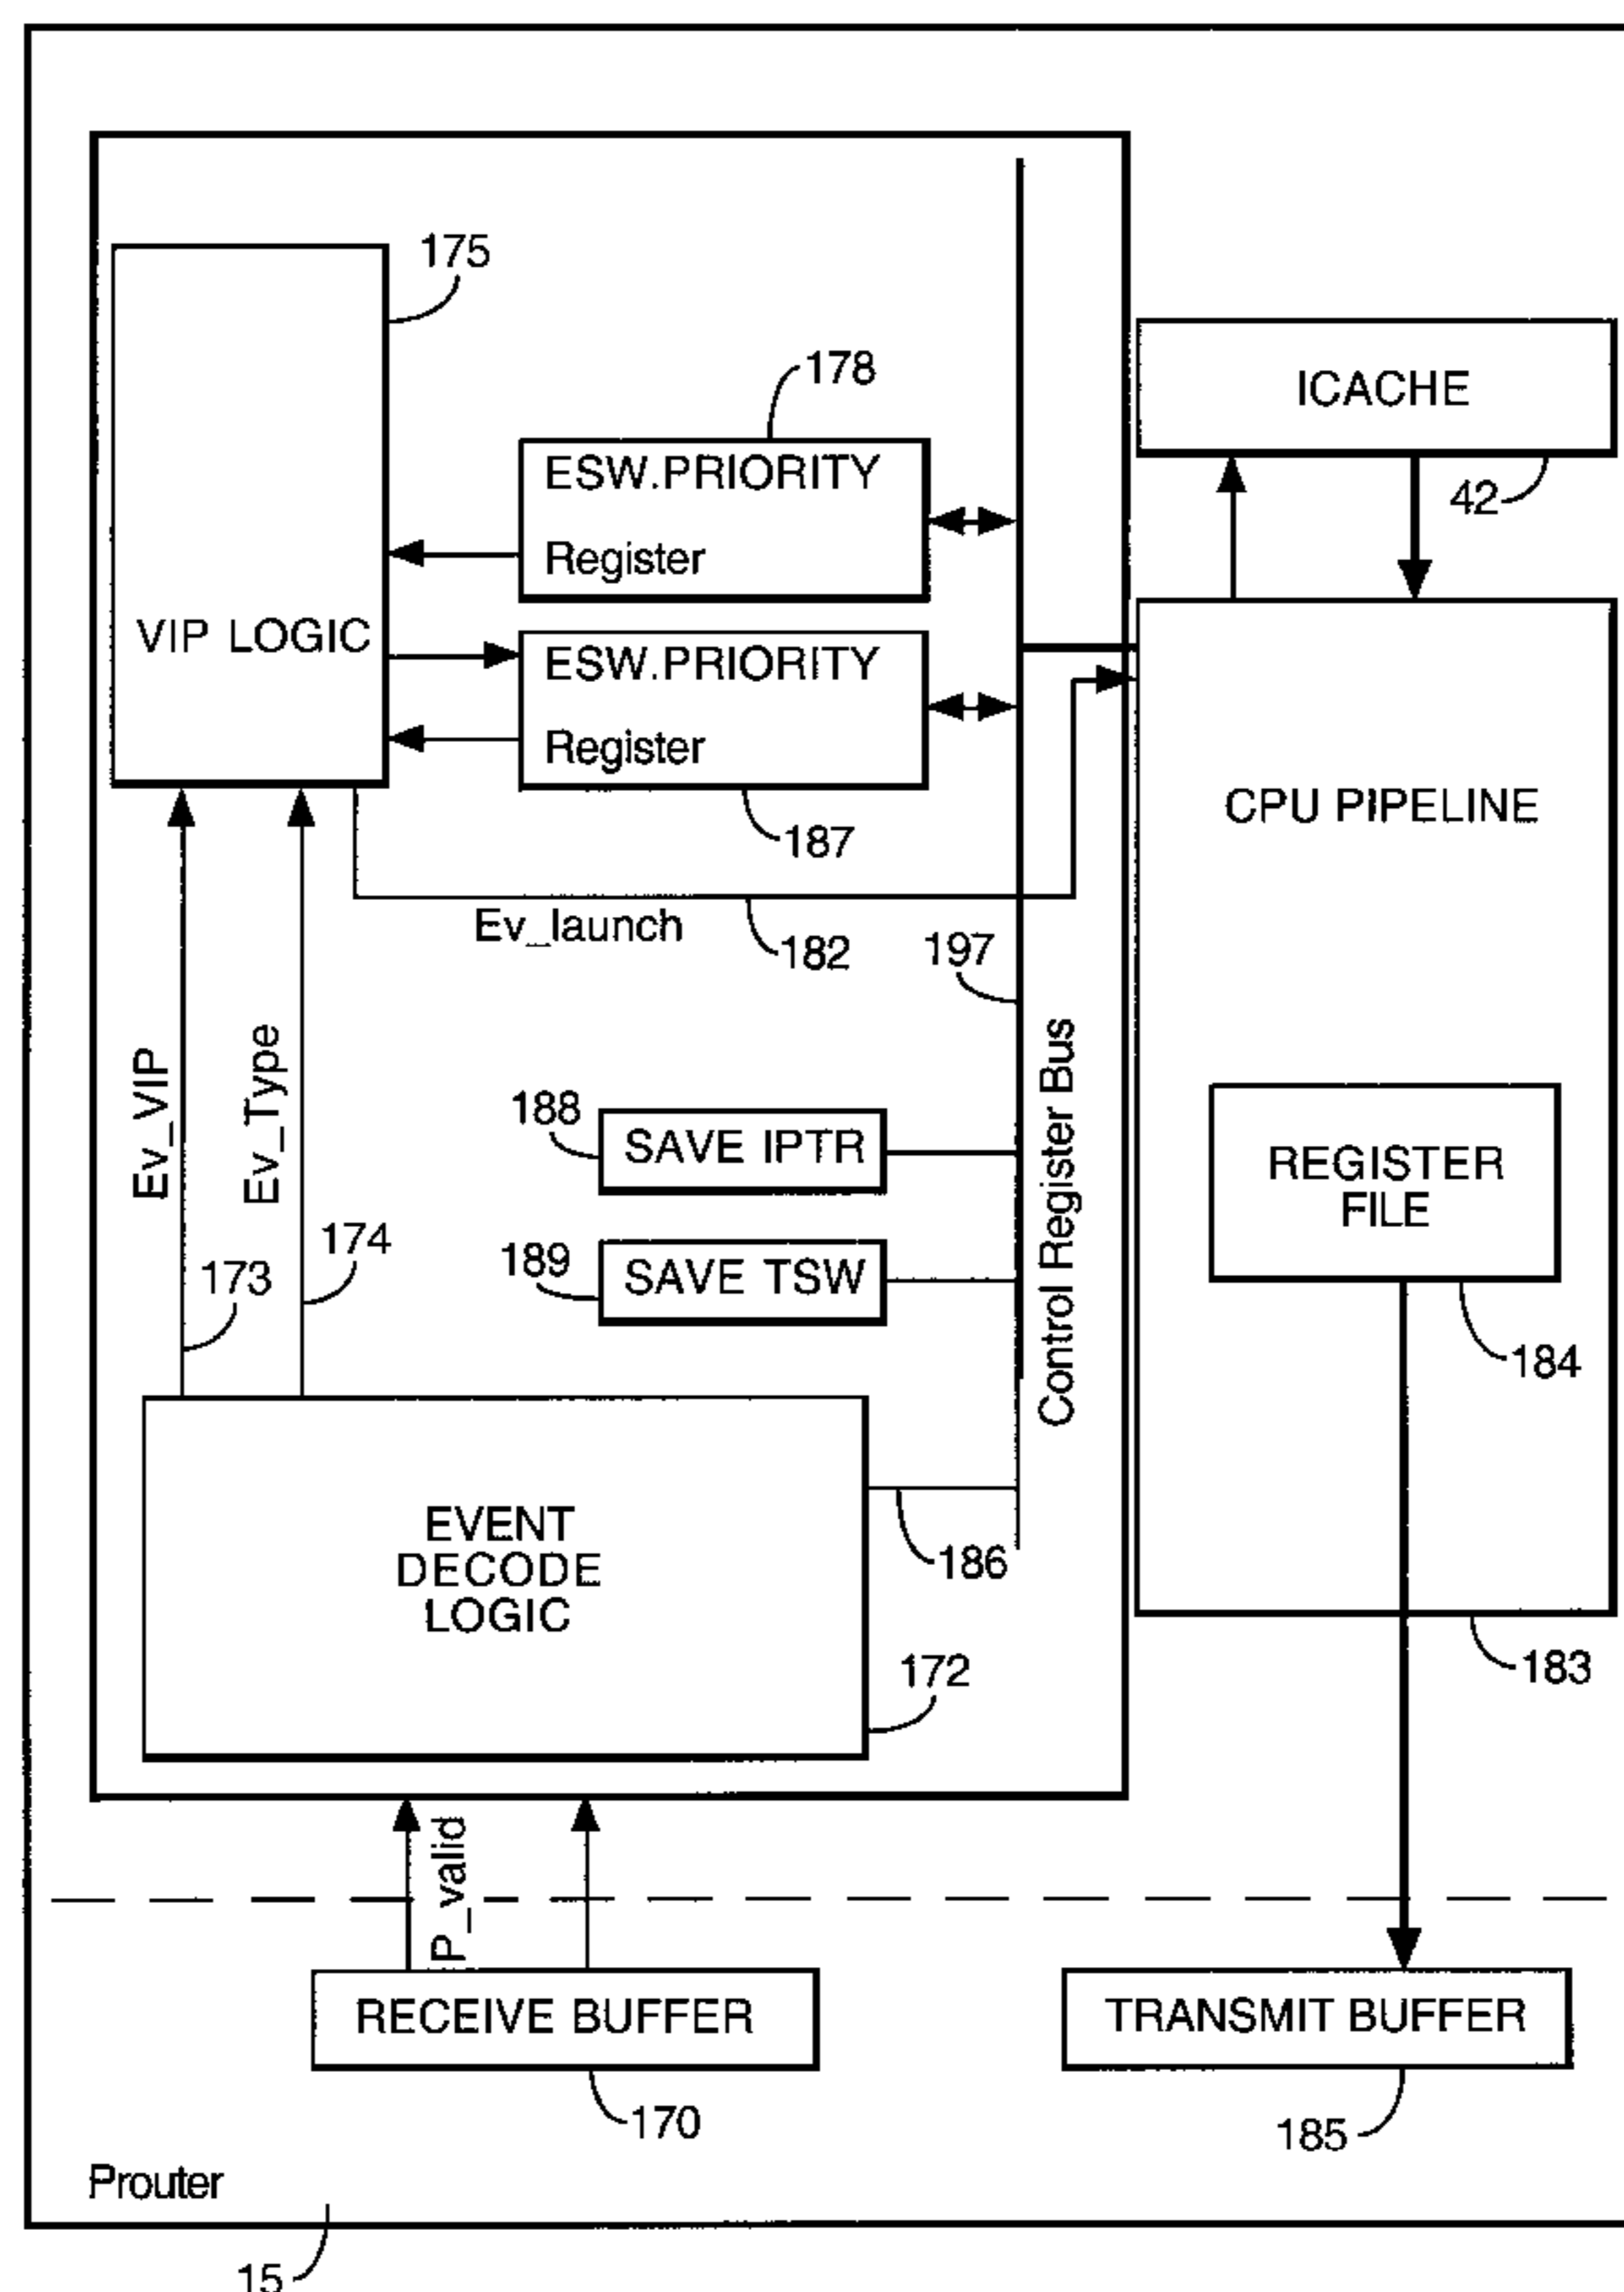 175
178
ICACHE
ESW.PRIORITY
Register
42
VIP LOGIC
ESW.PRIORITY
Register
187
CPU PIPELINE
Ev_launch
182
197
Ev_VIP
Ev_Type
Control Register Bus
188
SAVE IPTR
REGISTER
FILE
174
189
SAVE TSW
173
184
EVENT
DECODE
LOGIC
186
172
183
P_valid
RECEIVE BUFFER
TRANSMIT BUFFER
170
185
Prouter
15